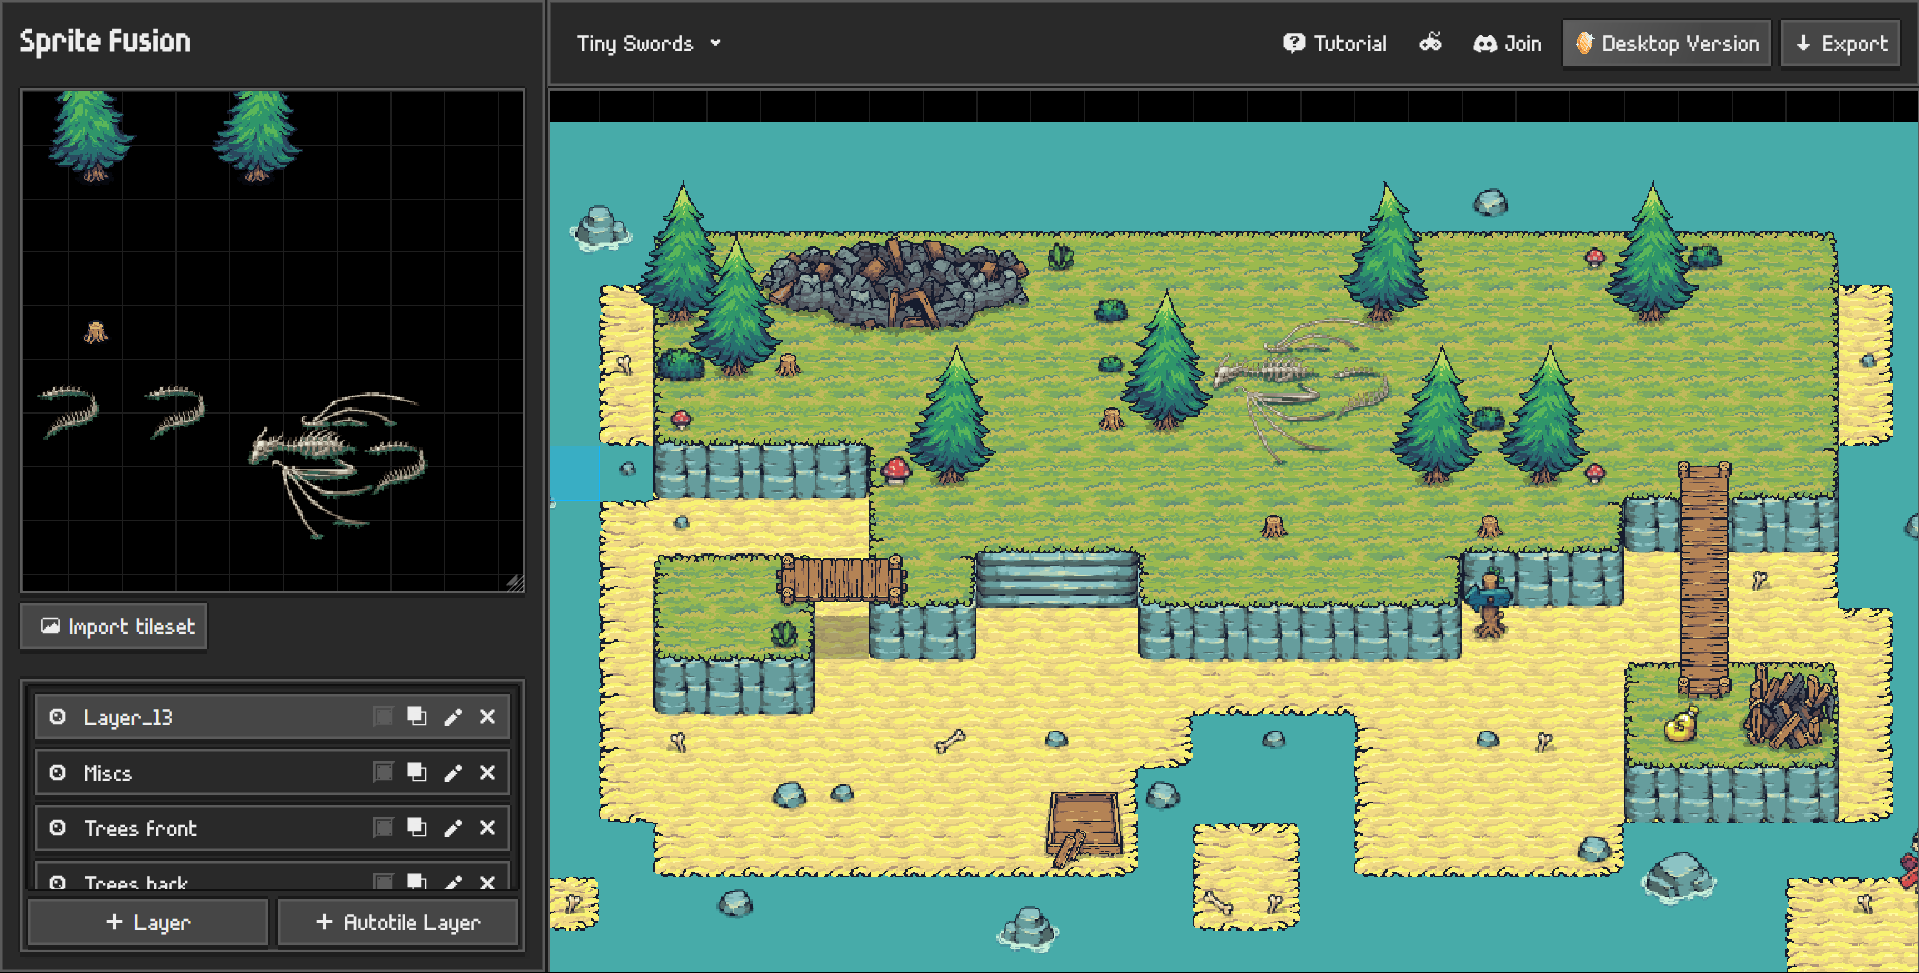 Sprite Fusion
Tiny Swords
Tutorial
Join
Desktop Version
Export
Import tileset
Layer_13
Miscs
Trees front
Trees back
+ Layer
+ Autotile Layer